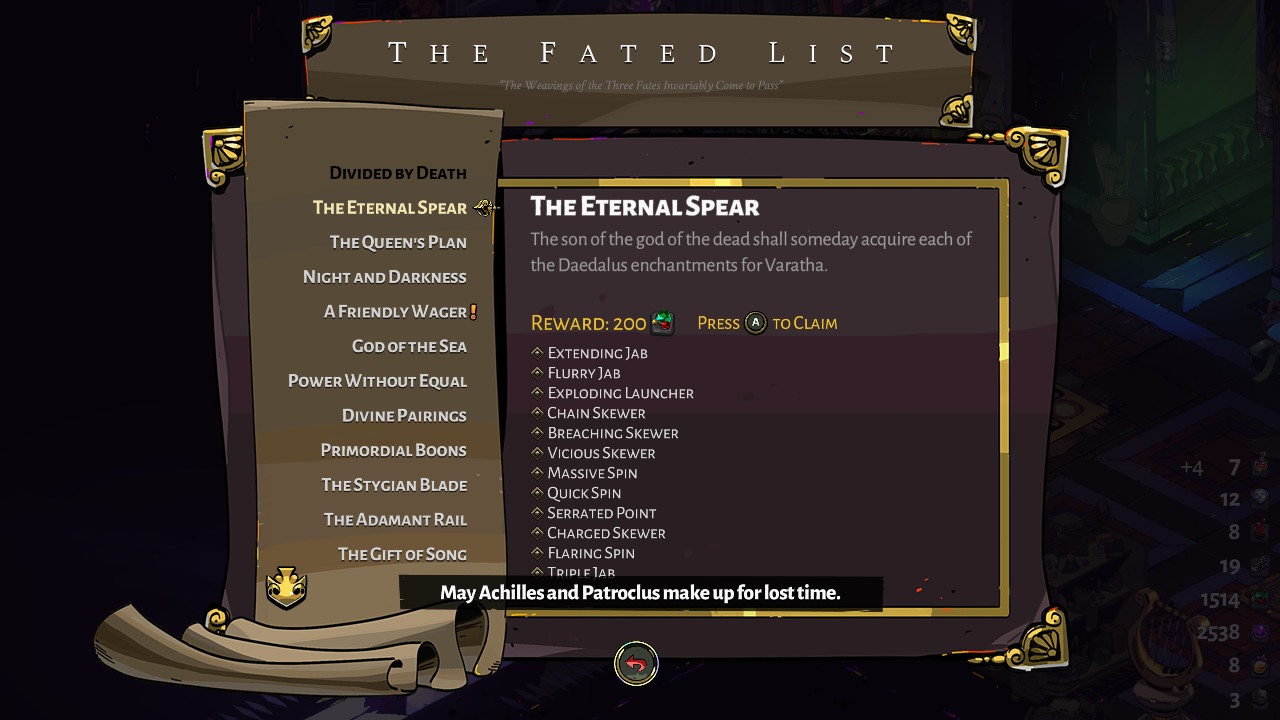 THE FATED LIST
"The Weavings of the Three Fates Invariably Come to Pass"
DIVIDED BY DEATH
THE ETERNAL SPEAR
THE QUEEN'S PLAN
NIGHT AND DARKNESS
A FRIENDLY WAGER!
GOD OF THE SEA
POWER WITHOUT EQUAL
DIVINE PAIRINGS
PRIMORDIAL BOONS
THE STYGIAN BLADE
THE ADAMANT RAIL
THE GIFT OF SONG
THE ETERNAL SPEAR
The son of the god of the dead shall someday acquire each of
the Daedalus enchantments for Varatha.
REWARD: 200 PRESS A TO CLAIM
EXTENDING JAB
FLURRY JAB
EXPLODING LAUNCHER
CHAIN SKEWER
BREACHING SKEWER
VICIOUS SKEWER
MASSIVE SPIN
QUICK SPIN
SERRATED POINT
CHARGED SKEWER
FLARING SPIN
TRIPLE JAB
May Achilles and Patroclus make up for lost time.
+4 7
12
8
19
1514
2538
8
3